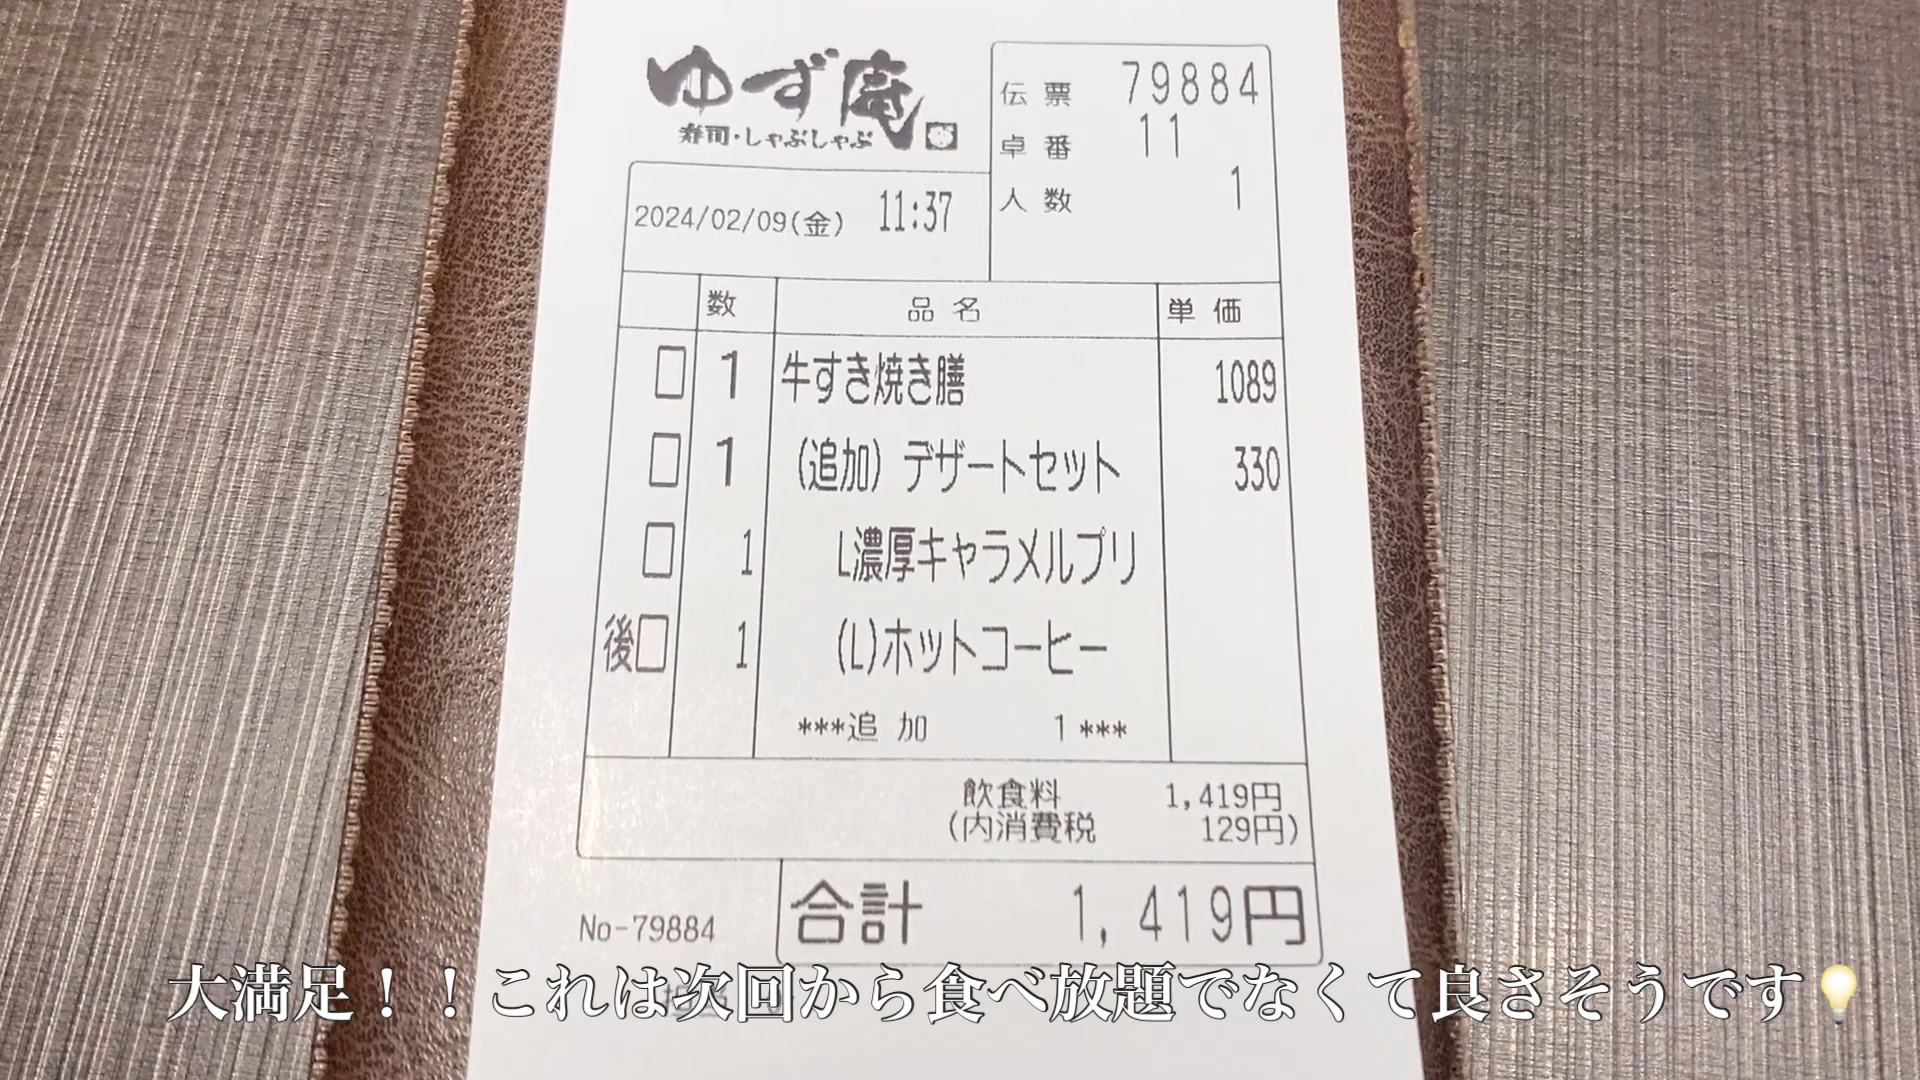 ゆず庵
寿司・しゃぶしゃぶ
伝票 79884
卓番 11
人数 1
2024/02/09(金) 11:37
数 品名 単価
□ 1 牛すき焼き膳 1089
□ 1 (追加) デザートセット 330
□ 1 L濃厚キャラメルプリ
後□ 1 (L)ホットコーヒー
***追加 1***
飲食料 1,419円
(内消費税 129円)
合計 1,419円
No-79884
大満足！！これは次回から食べ放題でなくて良さそうです💡